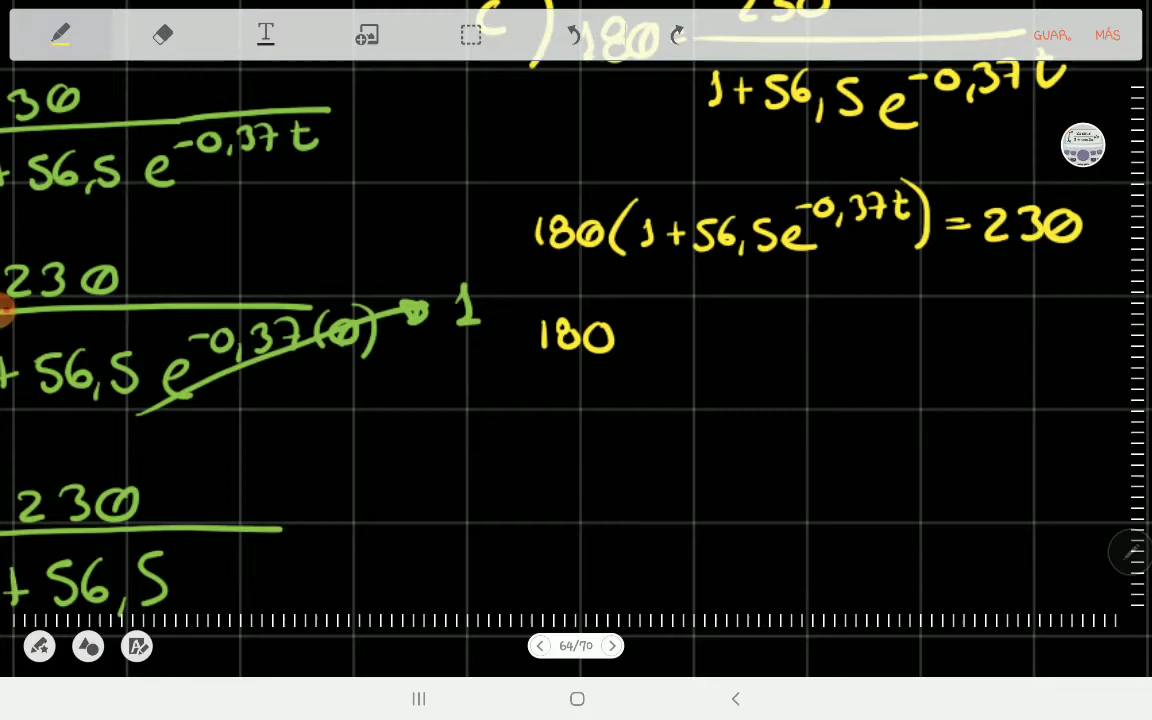 T
GUAR. MÁS
c) 180 = 230
1 + 56,5 e^-0,37t
30
+ 56,5 e^-0,37t
180(1 + 56,5e^-0,37t) = 230
230
+ 56,5 e^-0,37(0) → 1
180
230
+ 56,5
64/70